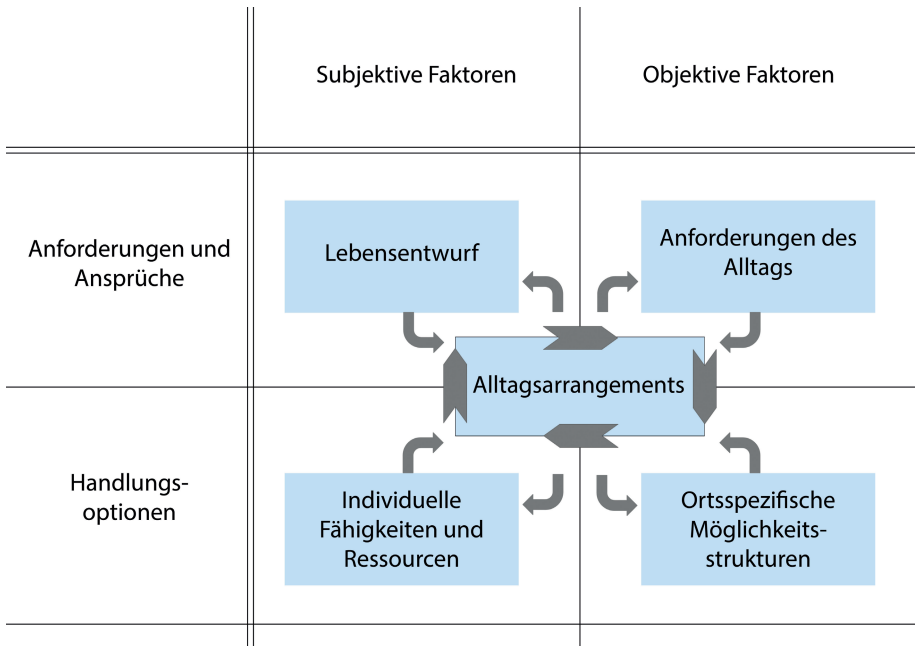 Subjektive Faktoren
Objektive Faktoren
Anforderungen und
Ansprüche
Lebensentwurf
Anforderungen des
Alltags
Alltagsarrangements
Handlungs-
optionen
Individuelle
Fähigkeiten und
Ressourcen
Ortsspezifische
Möglichkeits-
strukturen